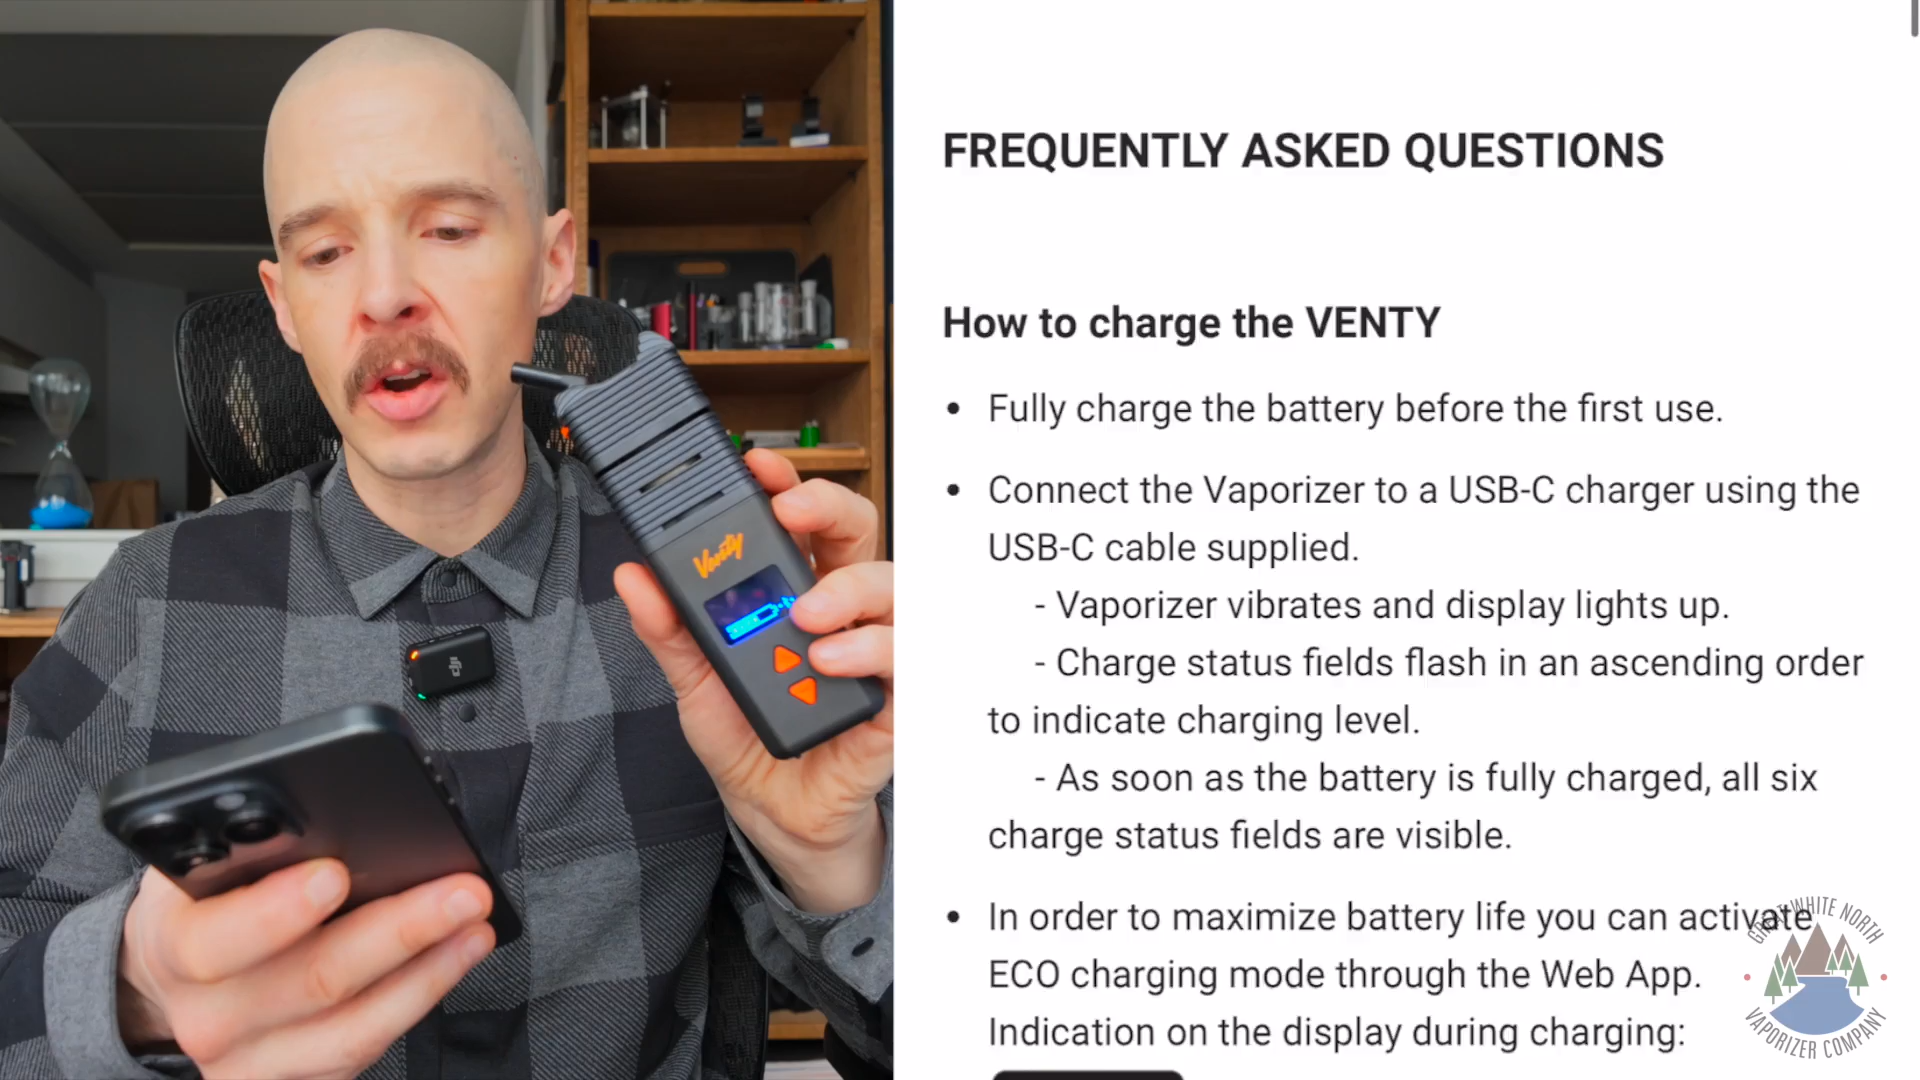 FREQUENTLY ASKED QUESTIONS
How to charge the VENTY
• Fully charge the battery before the first use.
• Connect the Vaporizer to a USB-C charger using the
USB-C cable supplied.
- Vaporizer vibrates and display lights up.
- Charge status fields flash in an ascending order
to indicate charging level.
- As soon as the battery is fully charged, all six
charge status fields are visible.
• In order to maximize battery life you can activate
ECO charging mode through the Web App.
Indication on the display during charging:
Venty
dji
GREAT WHITE NORTH
VAPORIZER COMPANY